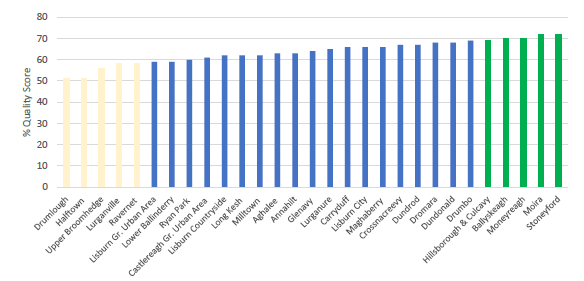 80
70
60
50
40
30
20
10
0
% Quality Score
Drumlough
Halftown
Upper Broomhedge
Lurganville
Ravernet
Lisburn Gr. Urban Area
Lower Ballinderry
Ryan Park
Castlereagh Gr. Urban Area
Lisburn Countryside
Long Kesh
Milltown
Aghalee
Annahilt
Glenavy
Lurganure
Carryduff
Lisburn City
Maghaberry
Crossnacreevy
Dundrod
Dromara
Dundonald
Drumbo
Hillsborough & Culcavy
Ballyskeagh
Moneyreagh
Moira
Stoneyford